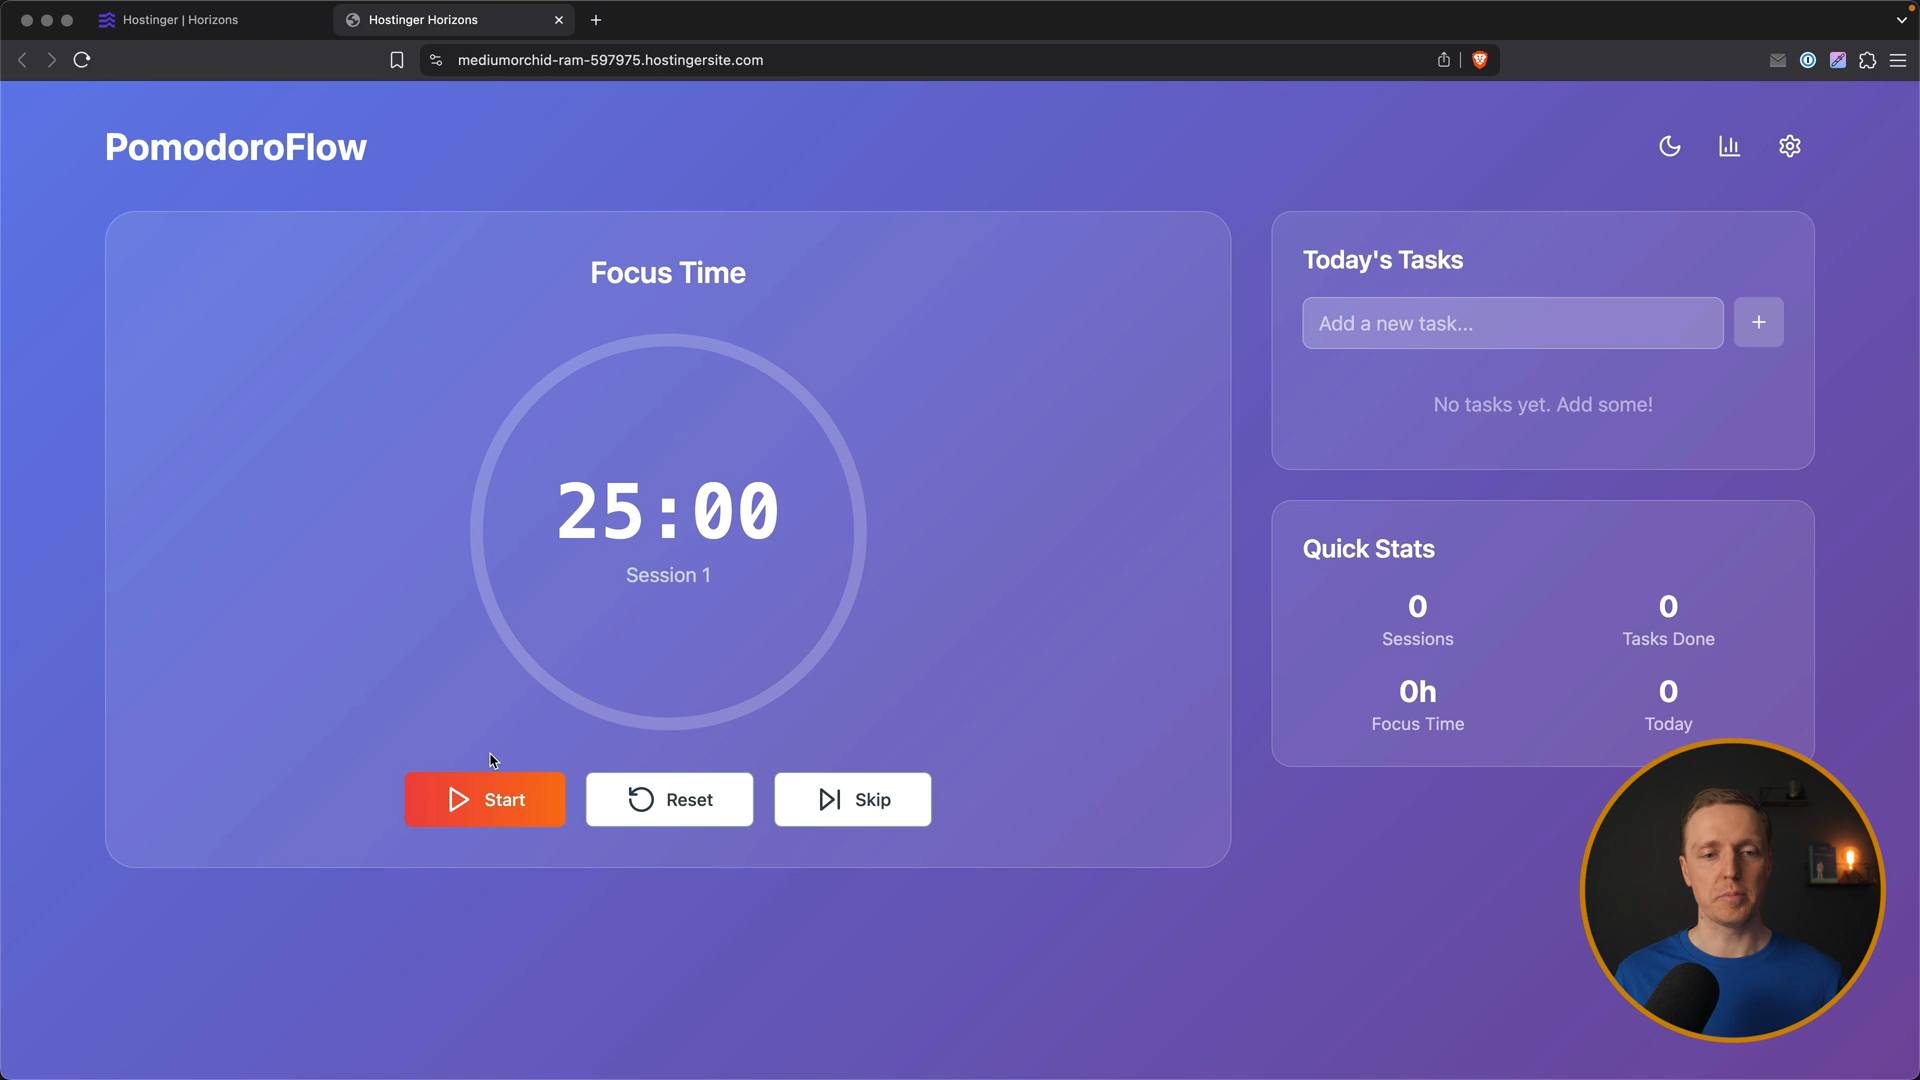 Hostinger | Horizons
Hostinger Horizons
mediumorchid-ram-597975.hostingersite.com
PomodoroFlow
Focus Time
25:00
Session 1
Start
Reset
Skip
Today's Tasks
Add a new task...
No tasks yet. Add some!
Quick Stats
0
Sessions
0
Tasks Done
0h
Focus Time
0
Today